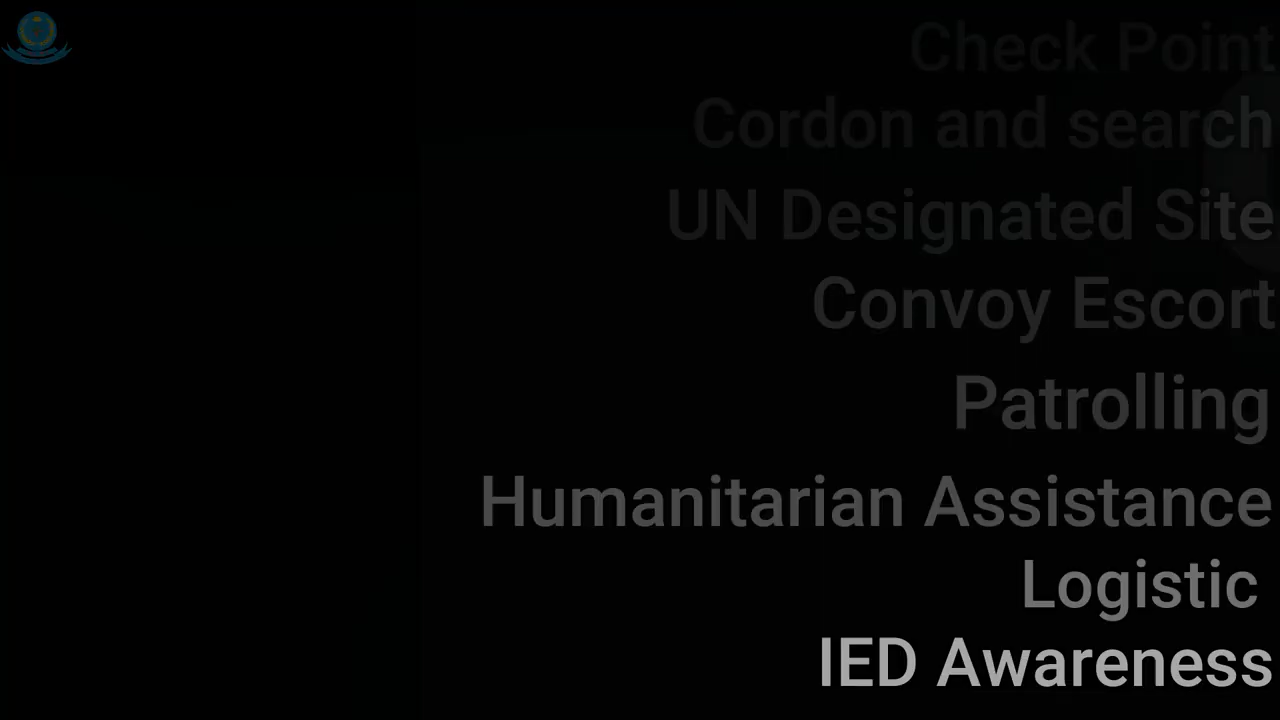 Check Point
Cordon and search
UN Designated Site
Convoy Escort
Patrolling
Humanitarian Assistance
Logistic
IED Awareness